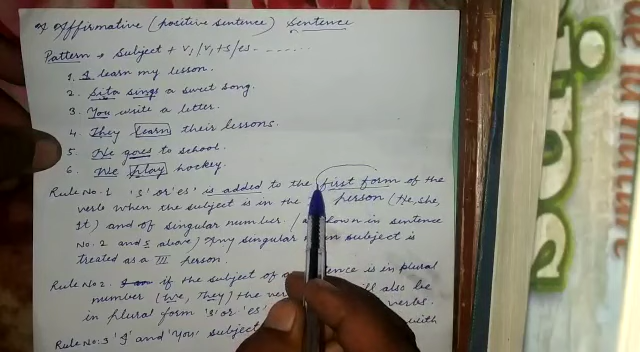 Affirmative (positive sentence) Sentence
Pattern → Subject + V1/V1+s/es.......
1. I learn my lesson.
2. Sita sings a sweet song.
3. You write a letter.
4. They learn their lessons.
5. He goes to school.
6. We play hockey.
Rule No. 1 's' or 'es' is added to the first form of the
verb when the subject is in the person (He, she,
It) and of singular number. (as shown in sentence
No. 2 and 5 above) Any singular subject is
treated as a III person.
Rule No 2. if the subject of sentence is in plural
number (We, They) the also be
in plural form 's' or 'es' verbs.
Rule No: 3 'I' and 'You' subject with